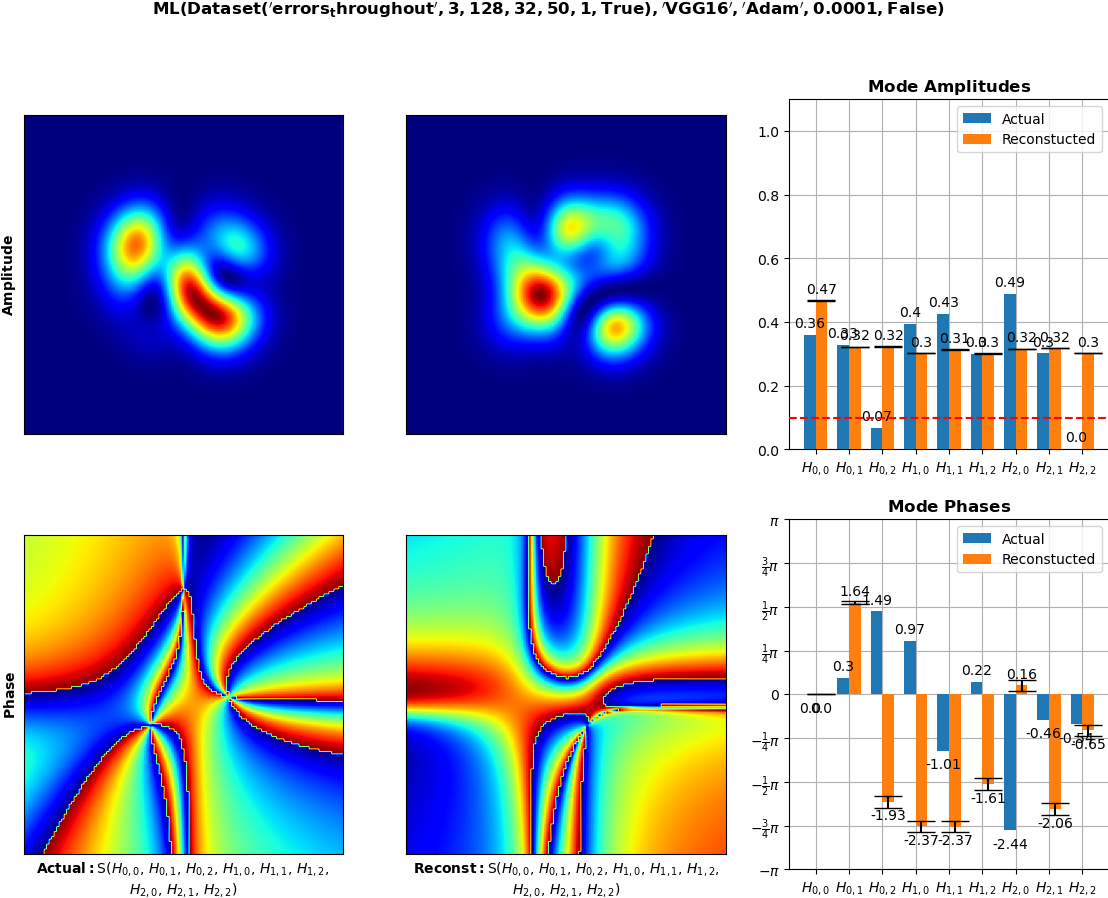 ML(Dataset('errors_throughout', 3, 128, 32, 50, 1, True), 'VGG16', 'Adam', 0.0001, False)
Mode Amplitudes
Actual
Reconstucted
1.0
0.8
0.6
0.4
0.2
0.0
0.36
0.47
0.33
0.32
0.07
0.32
0.4
0.3
0.43
0.31
0.3
0.3
0.49
0.32
0.3
0.32
0.0
0.3
H0,0 H0,1 H0,2 H1,0 H1,1 H1,2 H2,0 H2,1 H2,2
Amplitude
Mode Phases
Actual
Reconstucted
π
3/4π
1/2π
1/4π
0
−1/4π
−1/2π
−3/4π
−π
0.0
0.0
0.3
1.64
1.49
-1.93
0.97
-2.37
-1.01
-2.37
0.22
-1.61
-2.44
0.16
-0.46
-2.06
-0.54
-0.65
H0,0 H0,1 H0,2 H1,0 H1,1 H1,2 H2,0 H2,1 H2,2
Phase
Actual: S(H0,0, H0,1, H0,2, H1,0, H1,1, H1,2,
H2,0, H2,1, H2,2)
Reconst: S(H0,0, H0,1, H0,2, H1,0, H1,1, H1,2,
H2,0, H2,1, H2,2)